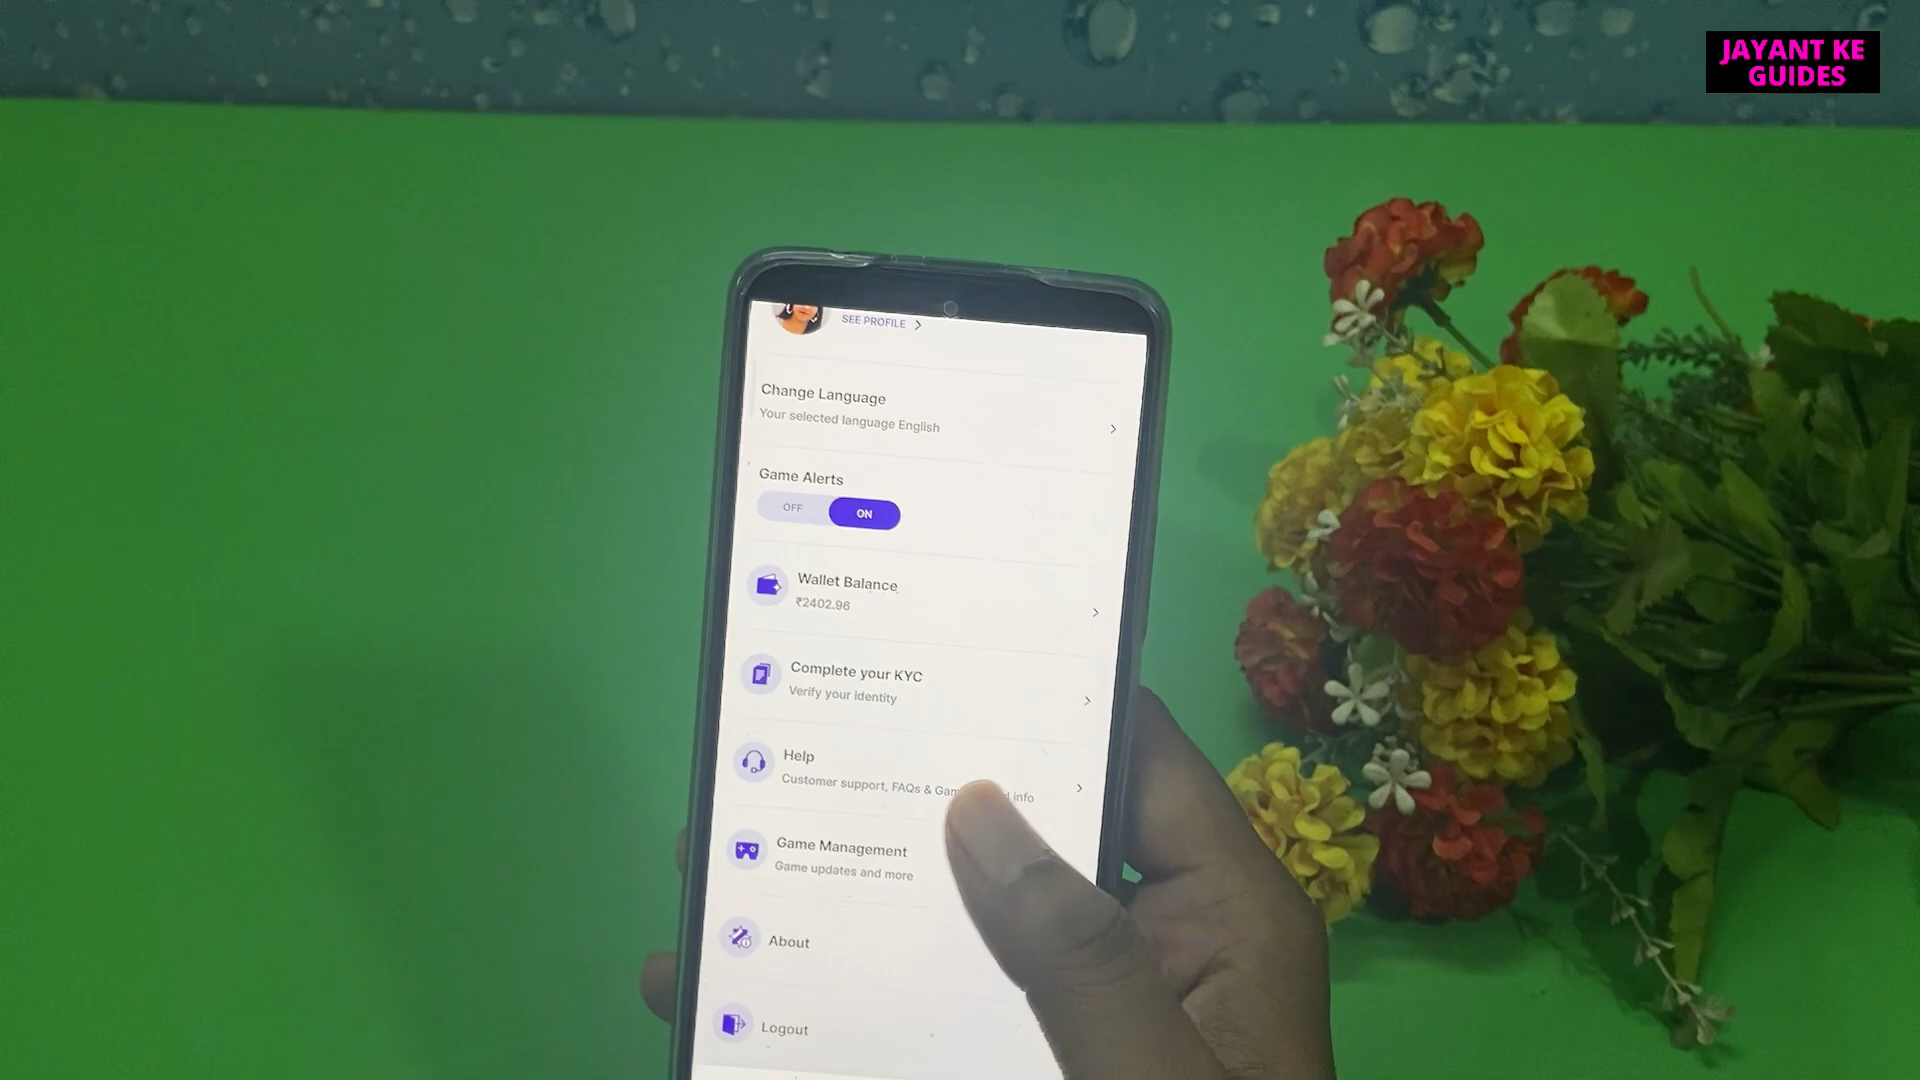 JAYANT KE
GUIDES
SEE PROFILE
Change Language
Your selected language English
Game Alerts
OFF ON
Wallet Balance
₹2402.96
Complete your KYC
Verify your identity
Help
Customer support, FAQs & info
Game Management
Game updates and more
About
Logout